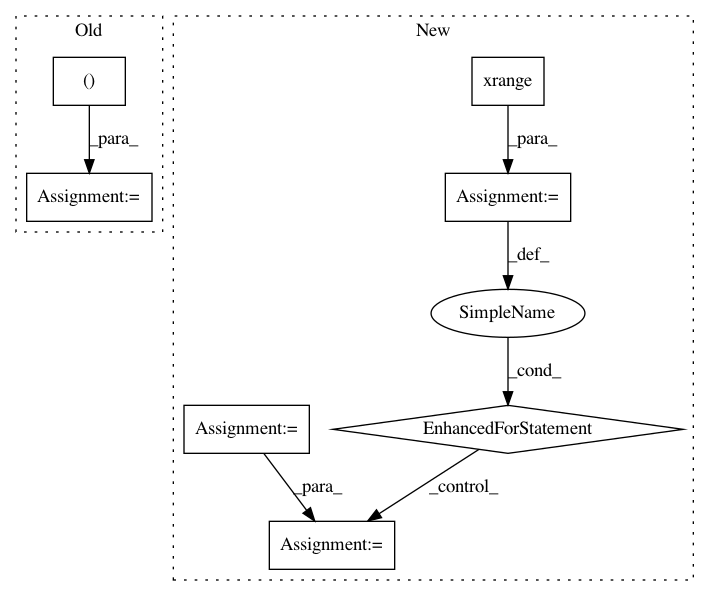 Old
New
()
xrange
_para_
_para_
Assignment:=
Assignment:=
_def_
SimpleName
_cond_
Assignment:=
EnhancedForStatement
_para_
_control_
Assignment:=